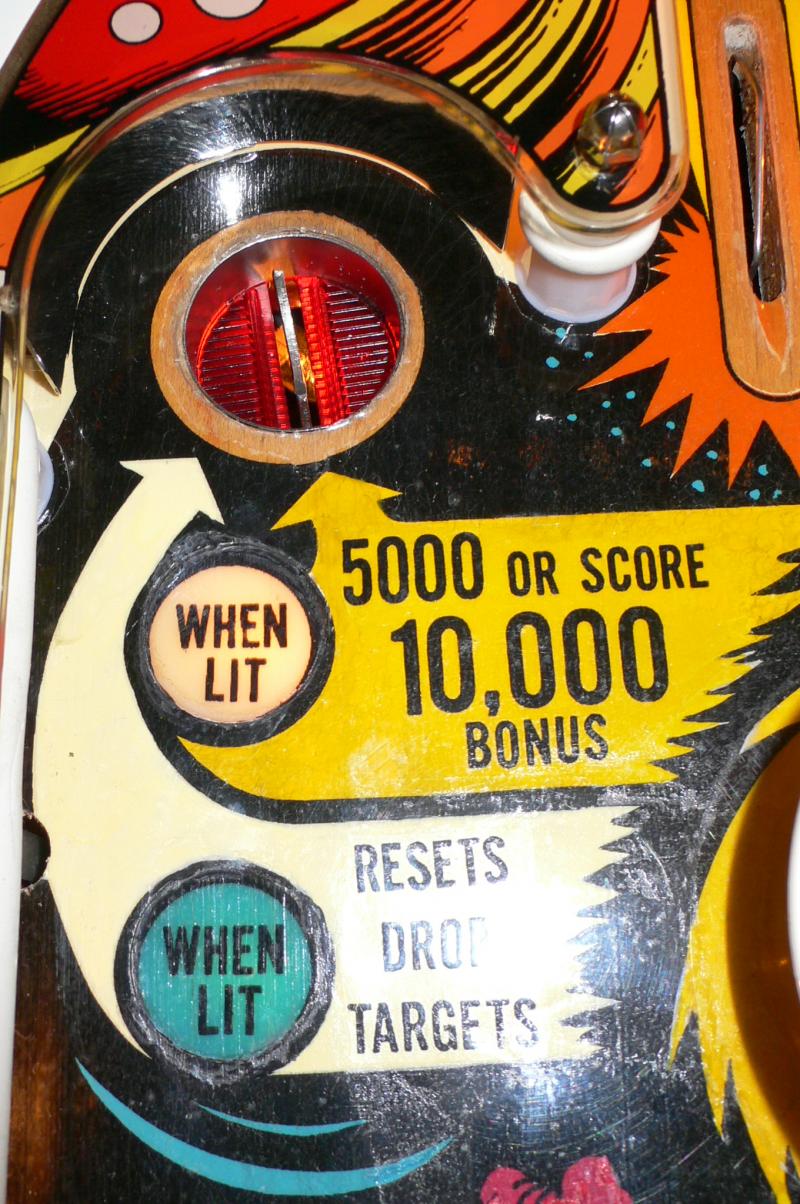 5000 OR SCORE
10,000
BONUS
WHEN
LIT
RESETS
DROP
TARGETS
WHEN
LIT